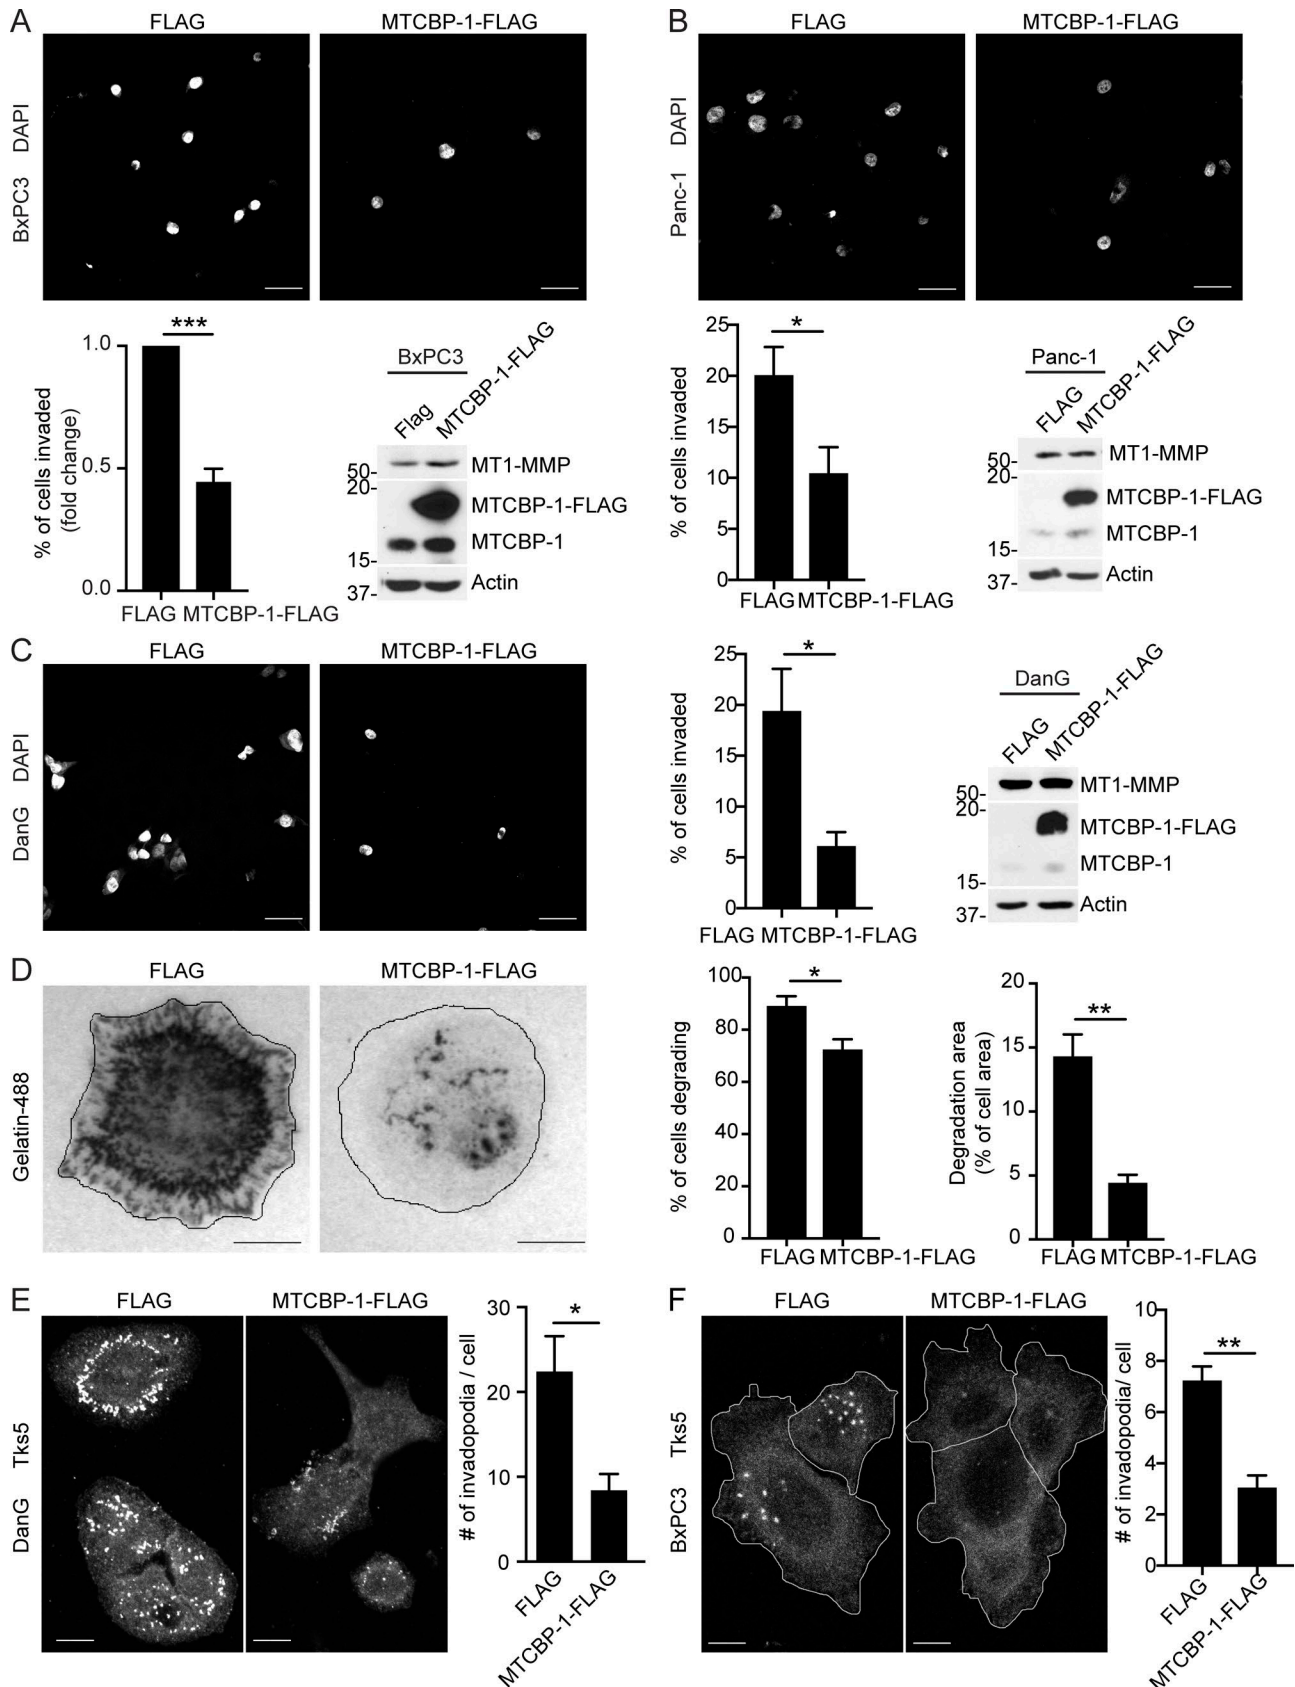 A
FLAG
MTCBP-1-FLAG
BxPC3 DAPI
% of cells invaded
(fold change)
1.0
0.5
0.0
***
FLAG MTCBP-1-FLAG
BxPC3
Flag
MTCBP-1-FLAG
50-
20-
15-
37-
MT1-MMP
MTCBP-1-FLAG
MTCBP-1
Actin
B
FLAG
MTCBP-1-FLAG
Panc-1 DAPI
% of cells invaded
25
20
15
10
5
0
*
FLAG MTCBP-1-FLAG
Panc-1
FLAG
MTCBP-1-FLAG
50-
20-
15-
37-
MT1-MMP
MTCBP-1-FLAG
MTCBP-1
Actin
C
FLAG
MTCBP-1-FLAG
DanG DAPI
% of cells invaded
25
20
15
10
5
0
*
FLAG MTCBP-1-FLAG
DanG
FLAG
MTCBP-1-FLAG
50-
20-
15-
37-
MT1-MMP
MTCBP-1-FLAG
MTCBP-1
Actin
D
FLAG
MTCBP-1-FLAG
Gelatin-488
% of cells degrading
100
80
60
40
20
0
*
FLAG MTCBP-1-FLAG
Degradation area
(% of cell area)
20
15
10
5
0
**
FLAG MTCBP-1-FLAG
E
FLAG
MTCBP-1-FLAG
DanG Tks5
# of invadopodia / cell
30
20
10
0
*
FLAG
MTCBP-1-FLAG
F
FLAG
MTCBP-1-FLAG
BxPC3 Tks5
# of invadopodia/ cell
10
8
6
4
2
0
**
FLAG
MTCBP-1-FLAG